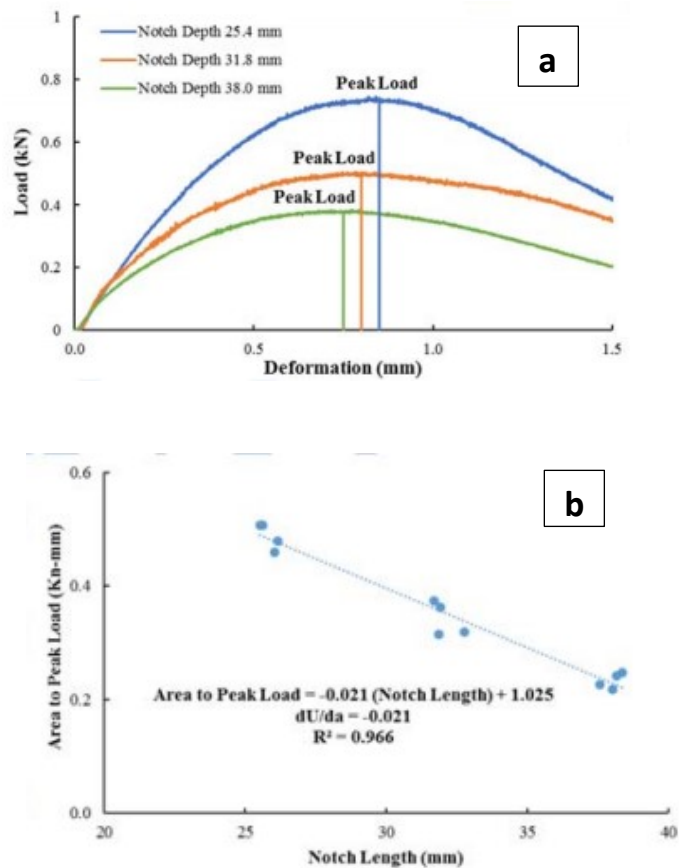 Notch Depth 25.4 mm
Notch Depth 31.8 mm
Notch Depth 38.0 mm
a
Peak Load
Peak Load
Peak Load
Load (kN)
1
0.8
0.6
0.4
0.2
0
0.0 0.5 1.0 1.5
Deformation (mm)
b
Area to Peak Load (Kn-mm)
0.6
0.4
0.2
0.0
Area to Peak Load = -0.021 (Notch Length) + 1.025
dU/da = -0.021
R² = 0.966
20 25 30 35 40
Notch Length (mm)